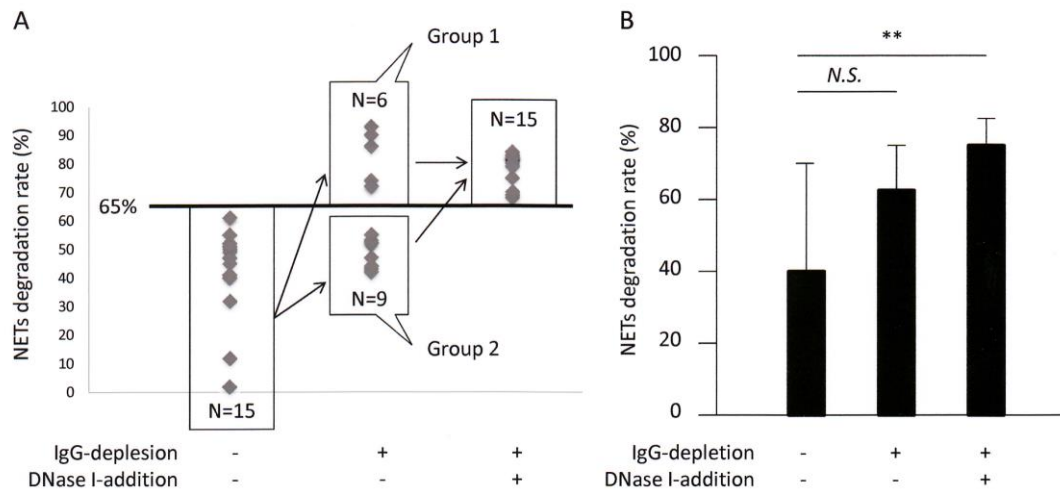 A
Group 1
N=6
N=15
NETs degradation rate (%)
100
90
80
70
65%
60
50
40
30
20
10
0
N=9
Group 2
N=15
IgG-deplesion - + +
DNase I-addition - - +
B
**
N.S.
NETs degradation rate (%)
100
80
60
40
20
0
IgG-depletion - + +
DNase I-addition - - +